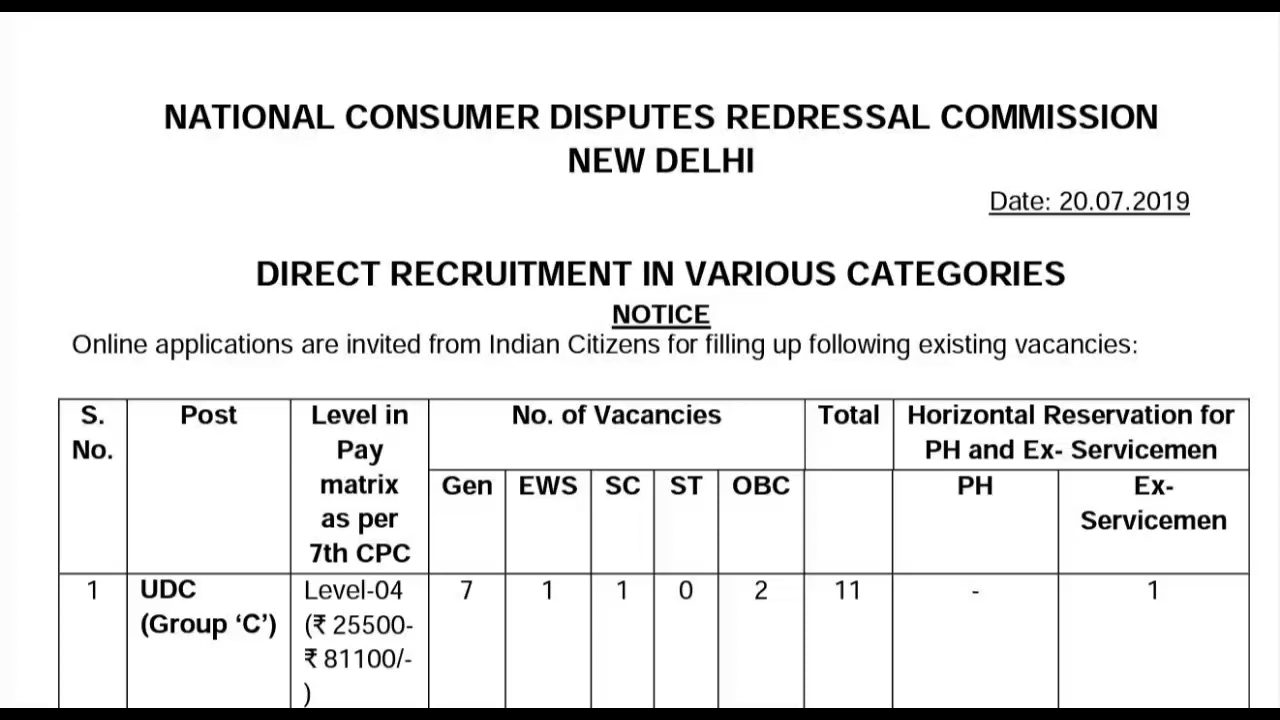 NATIONAL CONSUMER DISPUTES REDRESSAL COMMISSION
NEW DELHI
Date: 20.07.2019
DIRECT RECRUITMENT IN VARIOUS CATEGORIES
NOTICE
Online applications are invited from Indian Citizens for filling up following existing vacancies:
S. No. Post Level in Pay matrix as per 7th CPC No. of Vacancies Total Horizontal Reservation for PH and Ex- Servicemen
Gen EWS SC ST OBC PH Ex- Servicemen
1 UDC (Group ‘C’) Level-04 (₹ 25500- ₹ 81100/- ) 7 1 1 0 2 11 - 1